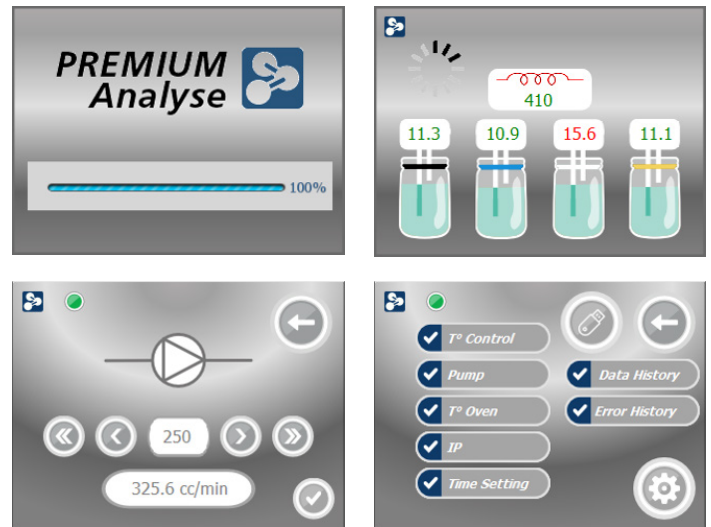 PREMIUM
Analyse
100%
410
11.3 10.9 15.6 11.1
250
325.6 cc/min
T° Control
Pump
T° Oven
IP
Time Setting
Data History
Error History